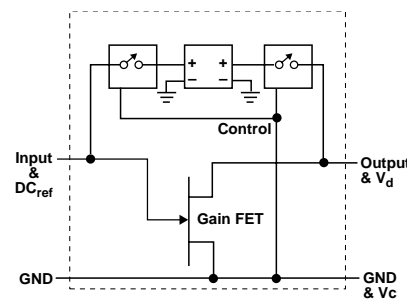 + +
− −
Control
Input
&
DCref
Output
& Vd
Gain FET
GND
GND
& Vc